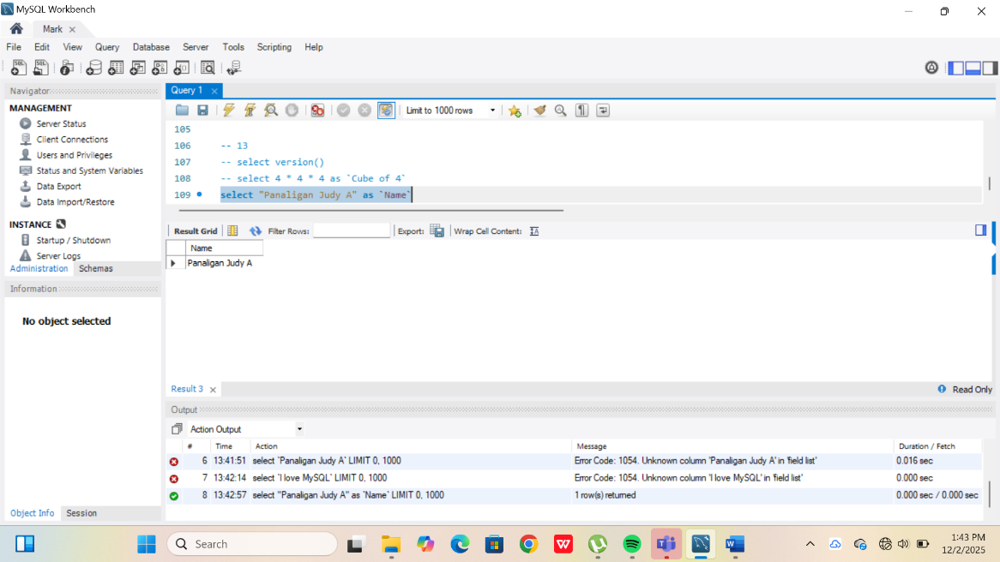 MySQL Workbench
Mark
File Edit View Query Database Server Tools Scripting Help
Navigator
MANAGEMENT
Server Status
Client Connections
Users and Privileges
Status and System Variables
Data Export
Data Import/Restore
INSTANCE
Startup / Shutdown
Server Logs
Administration Schemas
Information
No object selected
Object Info Session
Query 1
Limit to 1000 rows
105
106 -- 13
107 -- select version()
108 -- select 4 * 4 * 4 as `Cube of 4`
109 select "Panaligan Judy A" as `Name`
Result Grid Filter Rows: Export: Wrap Cell Content:
Name
Panaligan Judy A
Result 3 Read Only
Output
Action Output
# Time Action Message Duration / Fetch
6 13:41:51 select `Panaligan Judy A` LIMIT 0, 1000 Error Code: 1054. Unknown column 'Panaligan Judy A' in 'field list' 0.016 sec
7 13:42:14 select `I love MySQL` LIMIT 0, 1000 Error Code: 1054. Unknown column 'I love MySQL' in 'field list' 0.000 sec
8 13:42:57 select "Panaligan Judy A" as `Name` LIMIT 0, 1000 1 row(s) returned 0.000 sec / 0.000 sec
Search
1:43 PM
12/2/2025